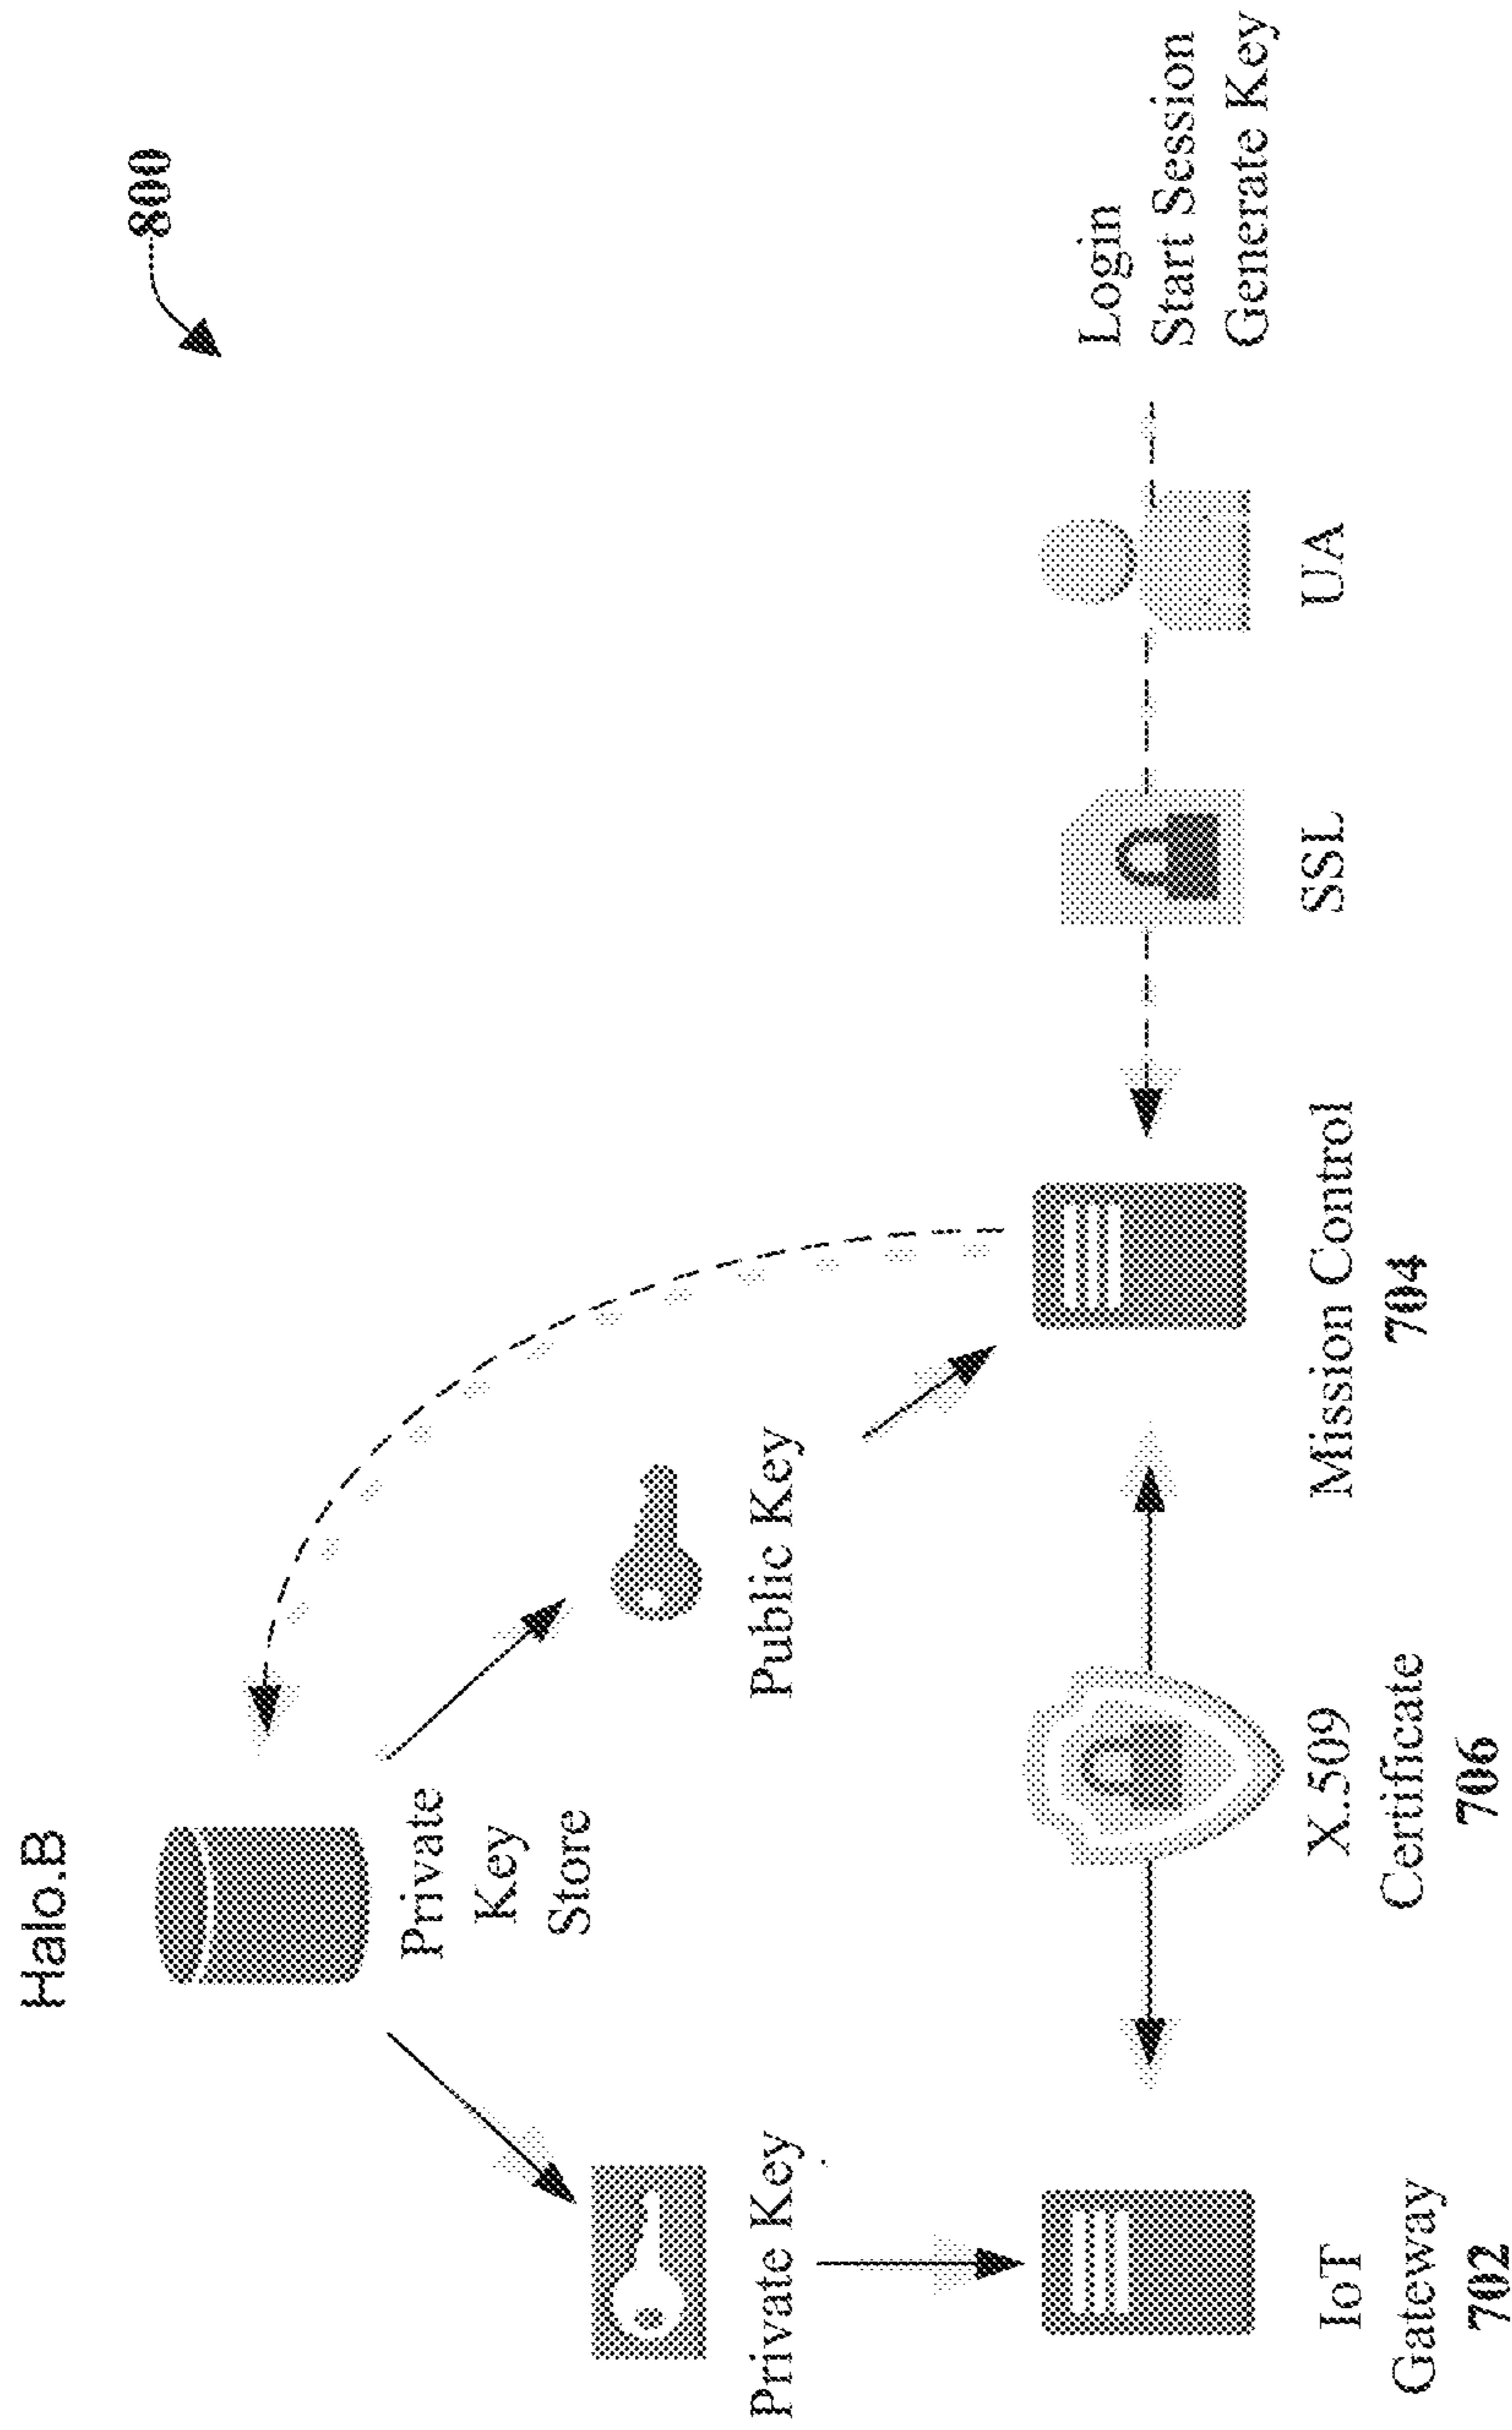 Halo.B
800
Private
Key
Store
Private Key
Public Key
Login
Start Session
Generate Key
IoT
Gateway
702
X.509
Certificate
706
Mission Control
704
SSL
UA